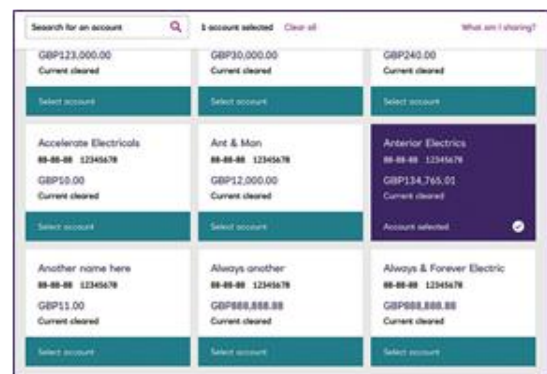 Seasrch for an account
1 account selected Clear all
What am I sharing?
GBP123,000.00
Current cleared
Select account
GBP30,000.00
Current cleared
Select account
GBP240.00
Current cleared
Select account
Accelerate Electricals
88-88-88 12345678
GBP50.00
Current cleared
Select account
Ant & Man
88-88-88 12345678
GBP12,000.00
Current cleared
Select account
Anterior Electrics
88-88-88 12345678
GBP134,765.01
Current cleared
Account selected
Another name here
88-88-88 12345678
GBP11.00
Current cleared
Select account
Always another
88-88-88 12345678
GBP888,888.88
Current cleared
Select account
Always & Forever Electric
88-88-88 12345678
GBP888,888.88
Current cleared
Select account